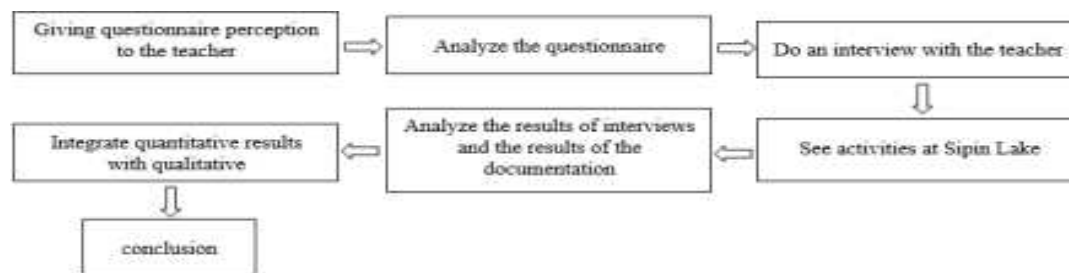 Giving questionnaire perception
to the teacher
Analyze the questionnaire
Do an interview with the teacher
See activities at Sipin Lake
Analyze the results of interviews
and the results of the
documentation
Integrate quantitative results
with qualitative
conclusion